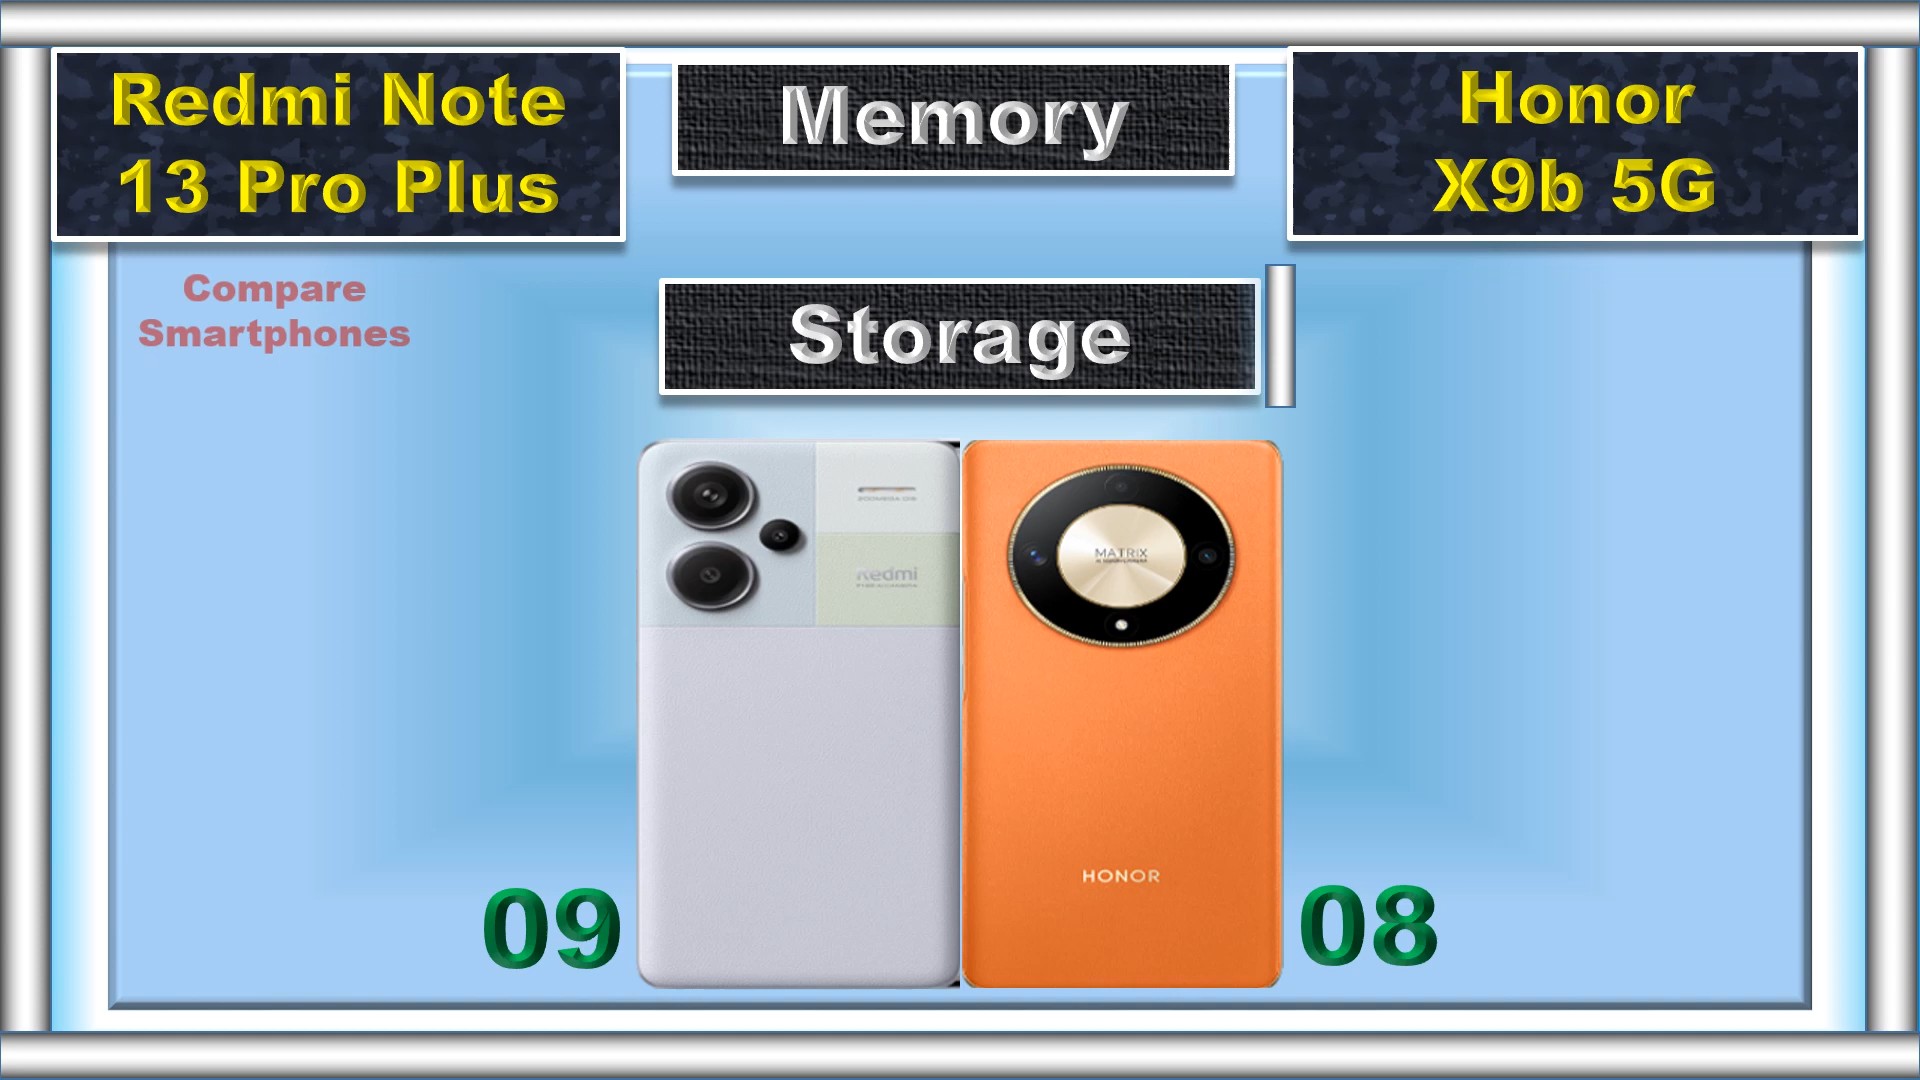 Redmi Note
13 Pro Plus
Memory
Honor
X9b 5G
Compare
Smartphones
Storage
Redmi
MATRIX
HONOR
09
08